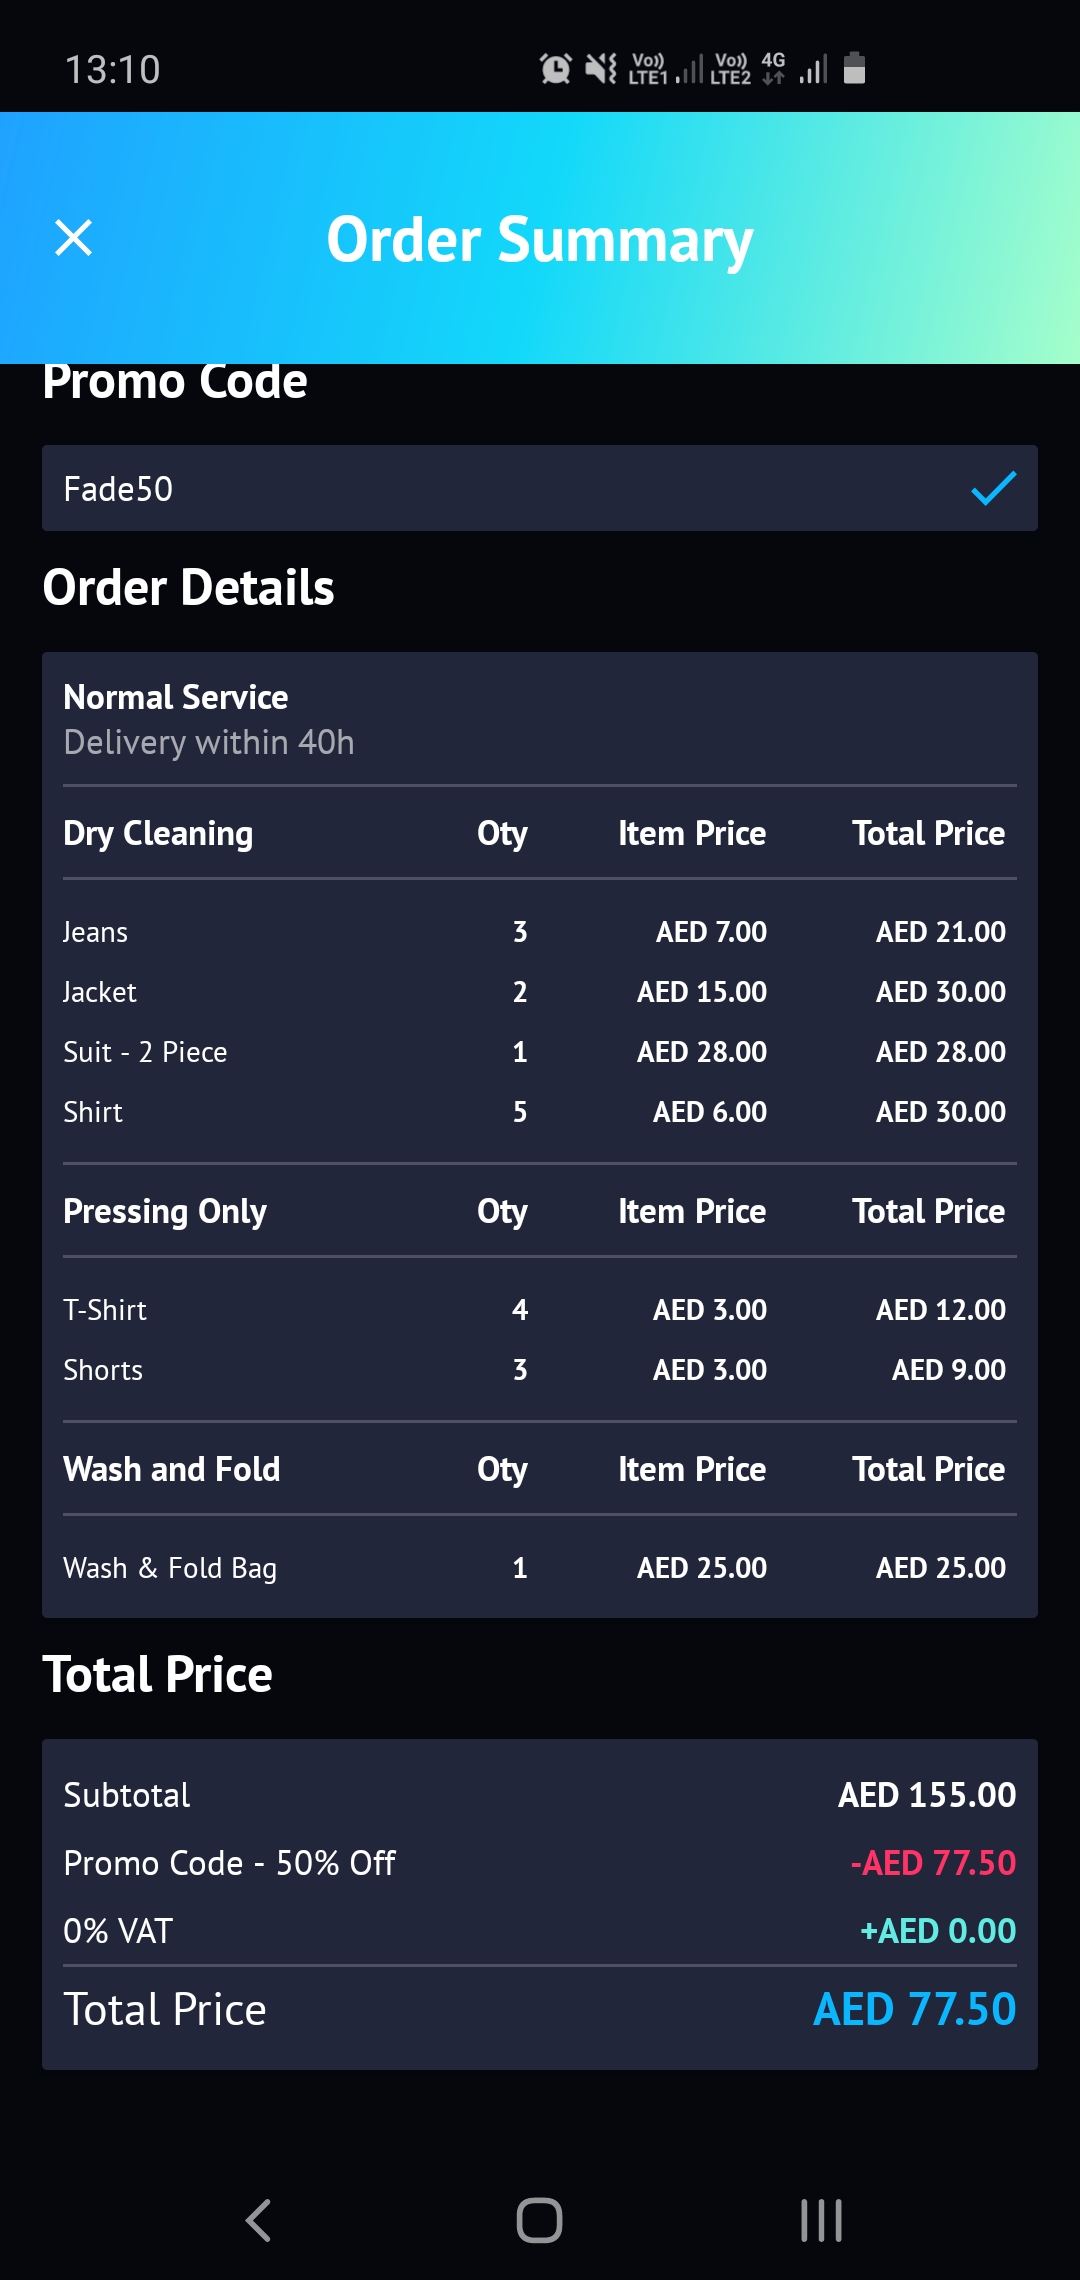 13:10
Vo)) LTE1 Vo)) LTE2 4G
Order Summary
Promo Code
Fade50
Order Details
Normal Service
Delivery within 40h
Dry Cleaning Qty Item Price Total Price
Jeans 3 AED 7.00 AED 21.00
Jacket 2 AED 15.00 AED 30.00
Suit - 2 Piece 1 AED 28.00 AED 28.00
Shirt 5 AED 6.00 AED 30.00
Pressing Only Qty Item Price Total Price
T-Shirt 4 AED 3.00 AED 12.00
Shorts 3 AED 3.00 AED 9.00
Wash and Fold Qty Item Price Total Price
Wash & Fold Bag 1 AED 25.00 AED 25.00
Total Price
Subtotal AED 155.00
Promo Code - 50% Off -AED 77.50
0% VAT +AED 0.00
Total Price AED 77.50